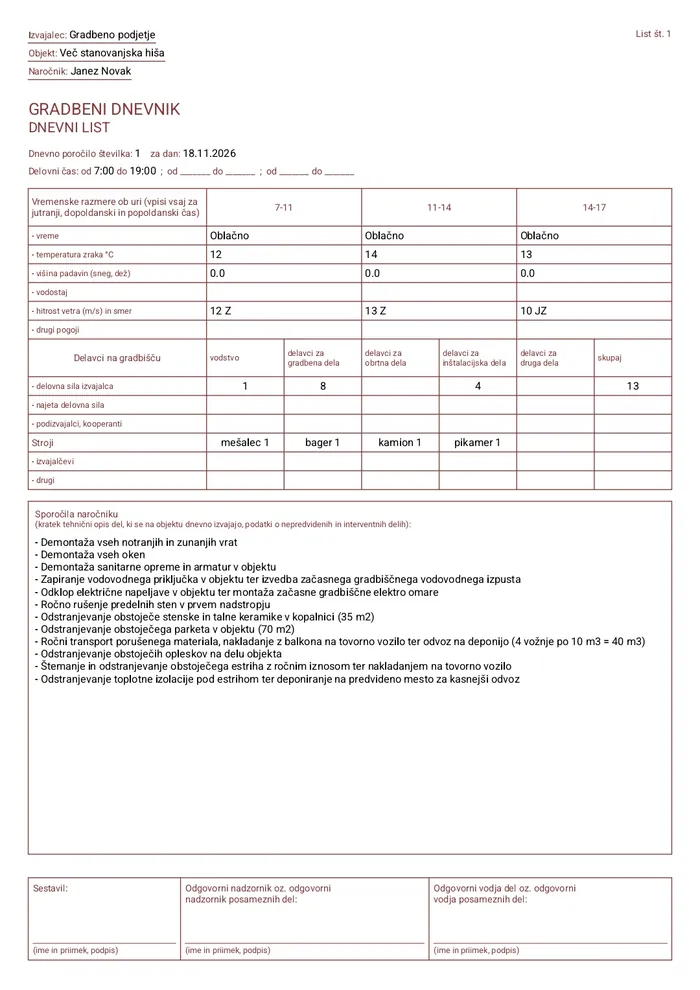 Izvajalec: Gradbeno podjetje
List št. 1
Objekt: Več stanovanjska hiša
Naročnik: Janez Novak
GRADBENI DNEVNIK
DNEVNI LIST
Dnevno poročilo številka: 1 za dan: 18.11.2026
Delovni čas: od 7:00 do 19:00 ; od _______ do _______ ; od _______ do _______
Vremenske razmere ob uri (vpisi vsaj za
jutranji, dopoldanski in popoldanski čas)
7-11 11-14 14-17
- vreme Oblačno Oblačno Oblačno
- temperatura zraka °C 12 14 13
- višina padavin (sneg, dež) 0.0 0.0 0.0
- vodostaj
- hitrost vetra (m/s) in smer 12 Z 13 Z 10 JZ
- drugi pogoji
Delavci na gradbišču
vodstvo
delavci za
gradbena dela
delavci za
obrtna dela
delavci za
inštalacijska dela
delavci za
druga dela
skupaj
- delovna sila izvajalca 1 8 4 13
- najeta delovna sila
- podizvajalci, kooperanti
Stroji mešalec 1 bager 1 kamion 1 pikamer 1
- izvajalčevi
- drugi
Sporočila naročniku
(kratek tehnični opis del, ki se na objektu dnevno izvajajo, podatki o nepredvidenih in interventnih delih):
- Demontaža vseh notranjih in zunanjih vrat
- Demontaža vseh oken
- Demontaža sanitarne opreme in armatur v objektu
- Zapiranje vodovodnega priključka v objektu ter izvedba začasnega gradbiščnega vodovodnega izpusta
- Odklop električne napeljave v objektu ter montaža začasne gradbiščne elektro omare
- Ročno rušenje predelnih sten v prvem nadstropju
- Odstranjevanje obstoječe stenske in talne keramike v kopalnici (35 m2)
- Odstranjevanje obstoječega parketa v objektu (70 m2)
- Ročni transport porušenega materiala, nakladanje z balkona na tovorno vozilo ter odvoz na deponijo (4 vožnje po 10 m3 = 40 m3)
- Odstranjevanje obstoječih opleskov na delu objekta
- Štemanje in odstranjevanje obstoječega estriha z ročnim iznosom ter nakladanjem na tovorno vozilo
- Odstranjevanje toplotne izolacije pod estrihom ter deponiranje na predvideno mesto za kasnejši odvoz
Sestavil:
(ime in priimek, podpis)
Odgovorni nadzornik oz. odgovorni
nadzornik posameznih del:
(ime in priimek, podpis)
Odgovorni vodja del oz. odgovorni
vodja posameznih del:
(ime in priimek, podpis)